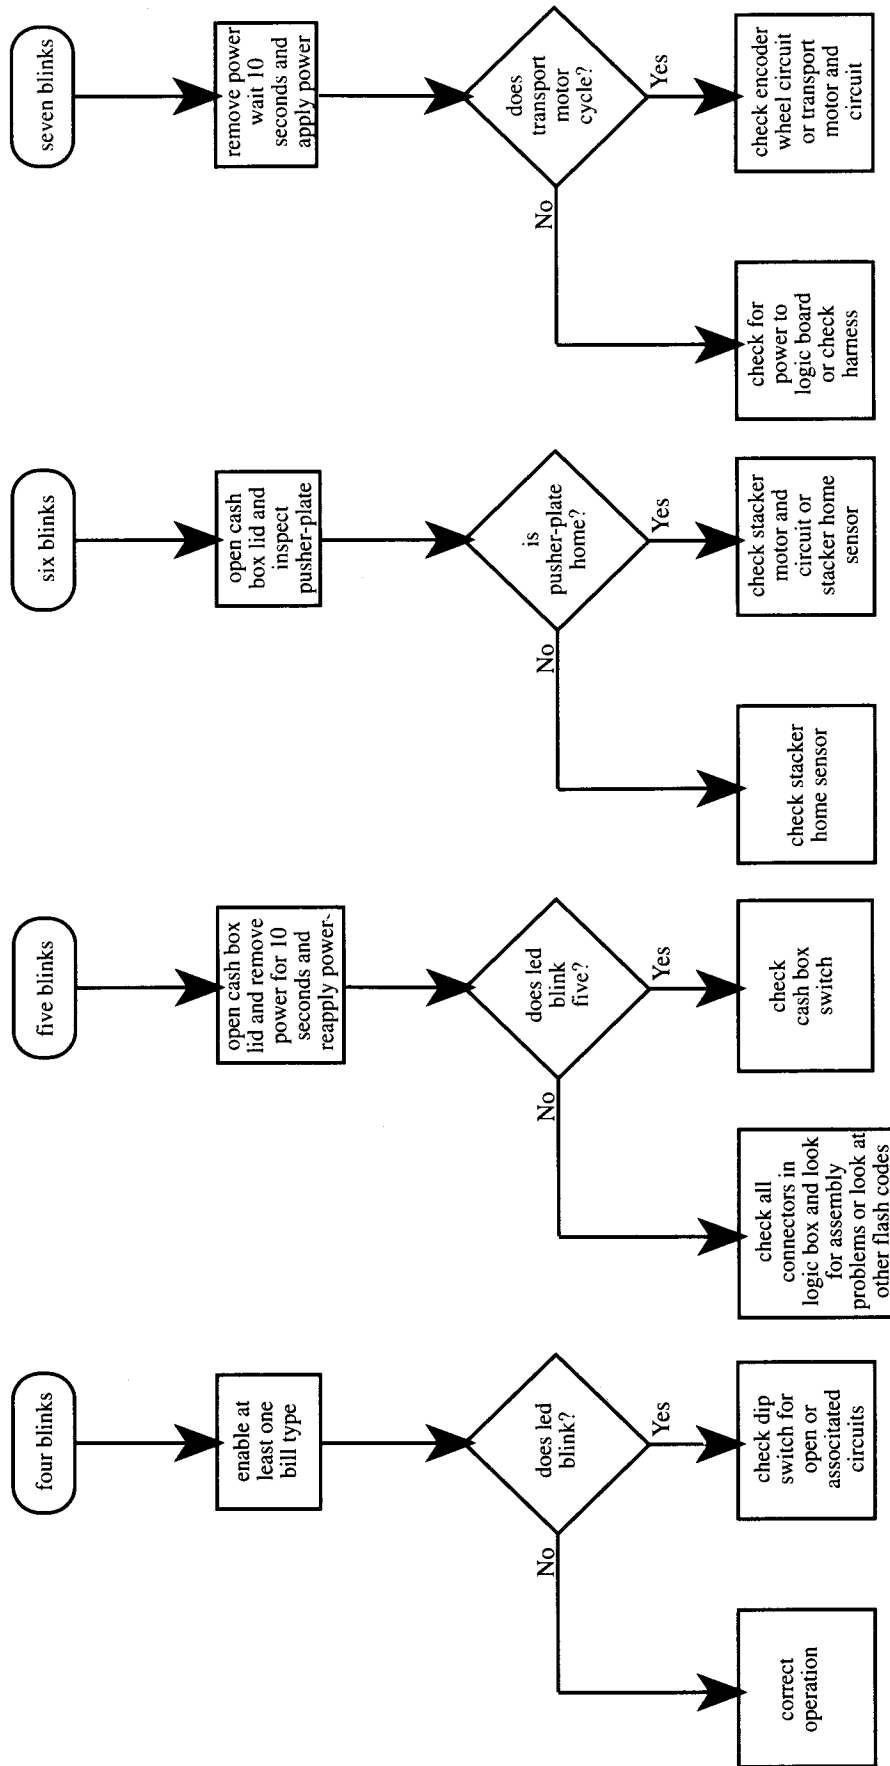 four blinks
enable at
least one
bill type
does led
blink?
No
Yes
correct
operation
check dip
switch for
open or
associtated
circuits
five blinks
open cash box
lid and remove
power for 10
seconds and
reapply power
does led
blink
five?
No
Yes
check all
connectors in
logic box and look
for assembly
problems or look at
other flash codes
check
cash box
switch
six blinks
open cash
box lid and
inspect
pusher-plate
is
pusher-plate
home?
No
Yes
check stacker
home sensor
check stacker
motor and
circuit or
stacker home
sensor
seven blinks
remove power
wait 10
seconds and
apply power
does
transport
motor
cycle?
No
Yes
check for
power to
logic board
or check
harness
check encoder
wheel circuit
or transport
motor and
circuit